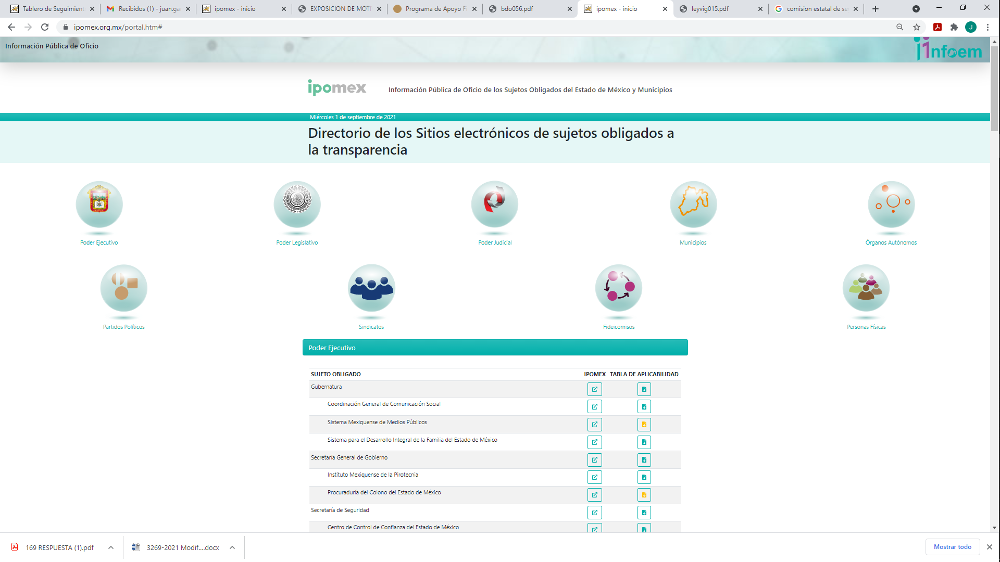 Tablero de Seguimient
Recibidos (1) - juan.ga
ipomex - inicio
EXPOSICION DE MOTI
Programa de Apoyo F
bdo056.pdf
ipomex - inicio
leyvig015.pdf
comision estatal de se
ipomex.org.mx/portal.htm#
J
Información Pública de Oficio
infoem
ipomex
Información Pública de Oficio de los Sujetos Obligados del Estado de México y Municipios
Miércoles 1 de septiembre de 2021
Directorio de los Sitios electrónicos de sujetos obligados a
la transparencia
Poder Ejecutivo
Poder Legislativo
Poder Judicial
Municipios
Órganos Autónomos
Partidos Políticos
Sindicatos
Fideicomisos
Personas Físicas
Poder Ejecutivo
SUJETO OBLIGADO IPOMEX TABLA DE APLICABILIDAD
Gubernatura
Coordinación General de Comunicación Social
Sistema Mexiquense de Medios Públicos
Sistema para el Desarrollo Integral de la Familia del Estado de México
Secretaría General de Gobierno
Instituto Mexiquense de la Pirotecnia
Procuraduría del Colono del Estado de México
Secretaría de Seguridad
Centro de Control de Confianza del Estado de México
169 RESPUESTA (1).pdf
3269-2021 Modif....docx
Mostrar todo